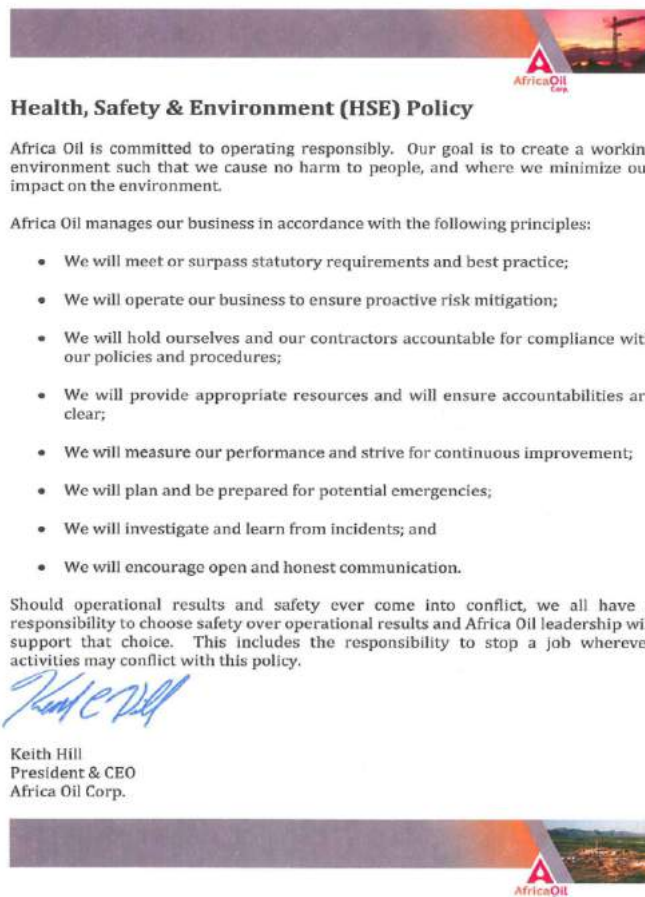 AfricaOil
Corp.
Health, Safety & Environment (HSE) Policy
Africa Oil is committed to operating responsibly. Our goal is to create a workin
environment such that we cause no harm to people, and where we minimize ou
impact on the environment.
Africa Oil manages our business in accordance with the following principles:
• We will meet or surpass statutory requirements and best practice;
• We will operate our business to ensure proactive risk mitigation;
• We will hold ourselves and our contractors accountable for compliance wit
our policies and procedures;
• We will provide appropriate resources and will ensure accountabilities ar
clear;
• We will measure our performance and strive for continuous improvement;
• We will plan and be prepared for potential emergencies;
• We will investigate and learn from incidents; and
• We will encourage open and honest communication.
Should operational results and safety ever come into conflict, we all have
responsibility to choose safety over operational results and Africa Oil leadership wi
support that choice. This includes the responsibility to stop a job whereve
activities may conflict with this policy.
Keith Hill
President & CEO
Africa Oil Corp.
AfricaOil